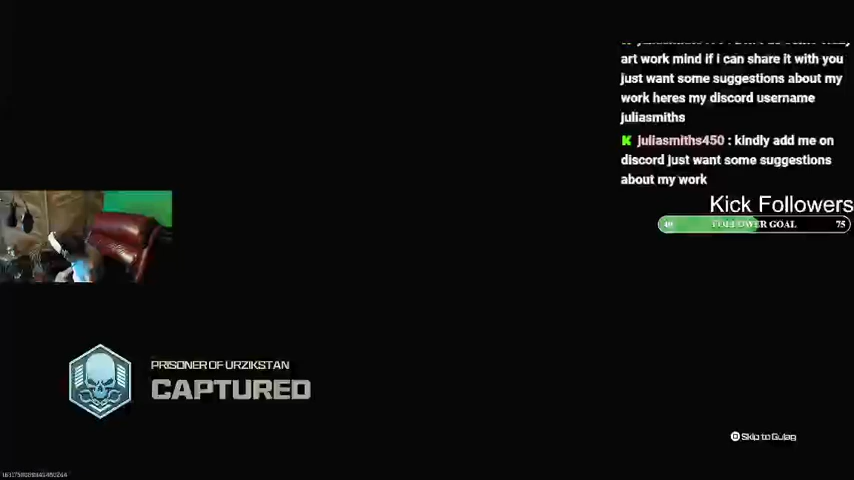 art work mind if i can share it with you
just want some suggestions about my
work heres my discord username
juliasmiths
juliasmiths450 : kindly add me on
discord just want some suggestions
about my work
Kick Followers
FOLLOWER GOAL 75
PRISONER OF URZIKSTAN
CAPTURED
Skip to Gulag